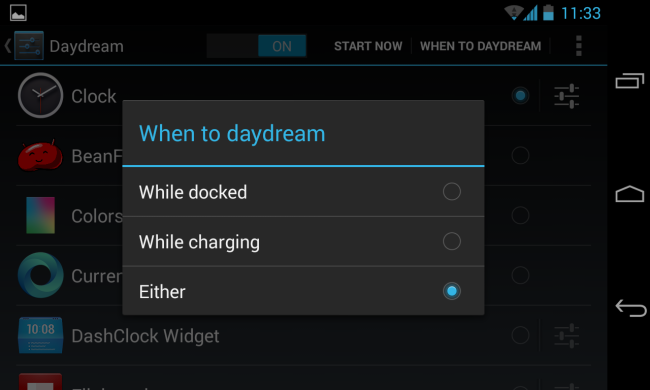 11:33
Daydream ON START NOW WHEN TO DAYDREAM
Clock
When to daydream
BeanF
While docked
Colors
While charging
Curren
Either
10 08 DashClock Widget